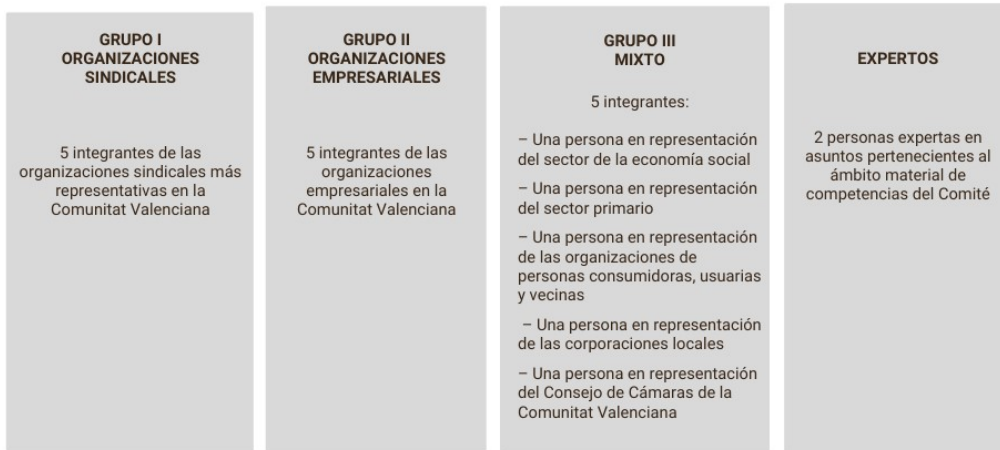 GRUPO I
ORGANIZACIONES
SINDICALES
5 integrantes de las
organizaciones sindicales más
representativas en la
Comunitat Valenciana
GRUPO II
ORGANIZACIONES
EMPRESARIALES
5 integrantes de las
organizaciones
empresariales en la
Comunitat Valenciana
GRUPO III
MIXTO
5 integrantes:
– Una persona en representación
del sector de la economía social
– Una persona en representación
del sector primario
– Una persona en representación
de las organizaciones de
personas consumidoras, usuarias
y vecinas
– Una persona en representación
de las corporaciones locales
– Una persona en representación
del Consejo de Cámaras de la
Comunitat Valenciana
EXPERTOS
2 personas expertas en
asuntos pertenecientes al
ámbito material de
competencias del Comité